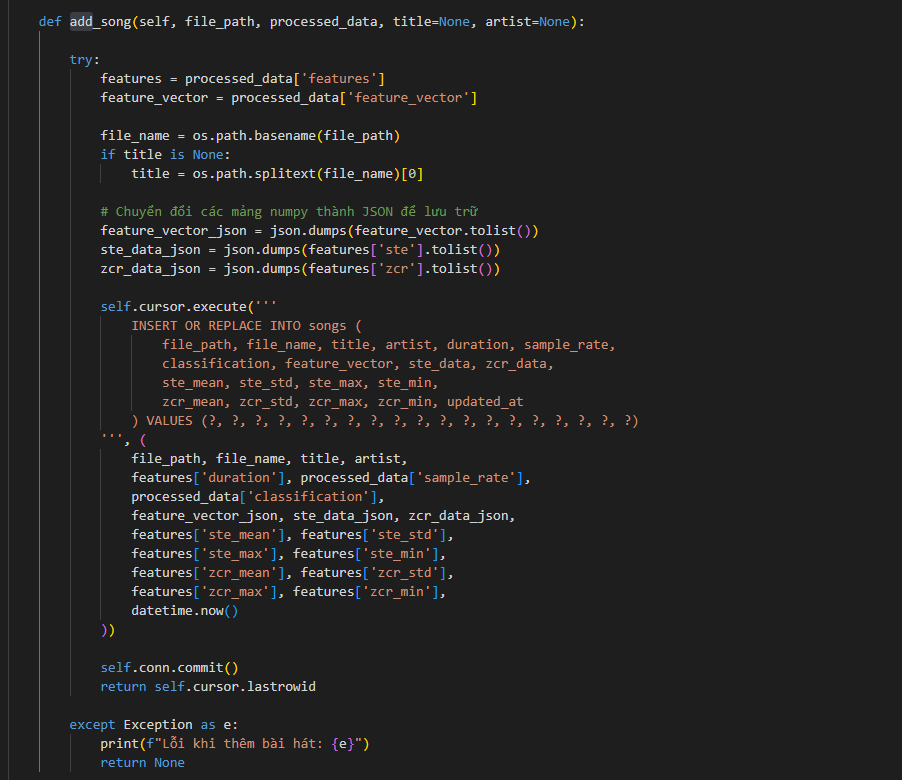 def add_song(self, file_path, processed_data, title=None, artist=None):
try:
features = processed_data['features']
feature_vector = processed_data['feature_vector']
file_name = os.path.basename(file_path)
if title is None:
title = os.path.splitext(file_name)[0]
# Chuyển đổi các mảng numpy thành JSON để lưu trữ
feature_vector_json = json.dumps(feature_vector.tolist())
ste_data_json = json.dumps(features['ste'].tolist())
zcr_data_json = json.dumps(features['zcr'].tolist())
self.cursor.execute('''
INSERT OR REPLACE INTO songs (
file_path, file_name, title, artist, duration, sample_rate,
classification, feature_vector, ste_data, zcr_data,
ste_mean, ste_std, ste_max, ste_min,
zcr_mean, zcr_std, zcr_max, zcr_min, updated_at
) VALUES (?, ?, ?, ?, ?, ?, ?, ?, ?, ?, ?, ?, ?, ?, ?, ?, ?, ?, ?)
''', (
file_path, file_name, title, artist,
features['duration'], processed_data['sample_rate'],
processed_data['classification'],
feature_vector_json, ste_data_json, zcr_data_json,
features['ste_mean'], features['ste_std'],
features['ste_max'], features['ste_min'],
features['zcr_mean'], features['zcr_std'],
features['zcr_max'], features['zcr_min'],
datetime.now()
))
self.conn.commit()
return self.cursor.lastrowid
except Exception as e:
print(f"Lỗi khi thêm bài hát: {e}")
return None